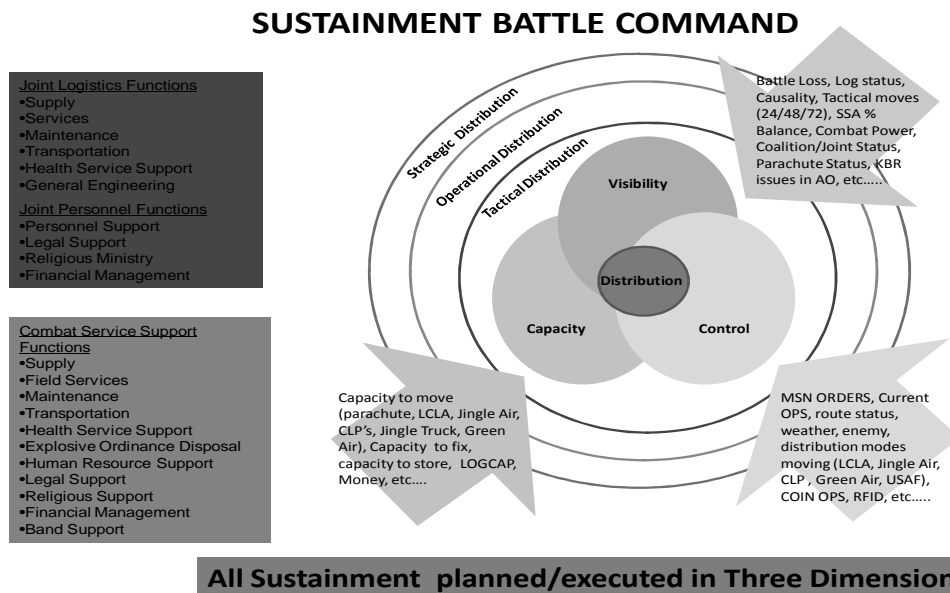 SUSTAINMENT BATTLE COMMAND
Joint Logistics Functions
•Supply
•Services
•Maintenance
•Transportation
•Health Service Support
•General Engineering
Joint Personnel Functions
•Personnel Support
•Legal Support
•Religious Ministry
•Financial Management
Combat Service Support
Functions
•Supply
•Field Services
•Maintenance
•Transportation
•Health Service Support
•Explosive Ordinance Disposal
•Human Resource Support
•Legal Support
•Religious Support
•Financial Management
•Band Support
Strategic Distribution
Operational Distribution
Tactical Distribution
Visibility
Distribution
Capacity
Control
Battle Loss, Log status,
Causality, Tactical moves
(24/48/72), SSA %
Balance, Combat Power,
Coalition/Joint Status,
Parachute Status, KBR
issues in AO, etc.....
Capacity to move
(parachute, LCLA, Jingle Air,
CLP's, Jingle Truck, Green
Air), Capacity to fix,
capacity to store, LOGCAP,
Money, etc....
MSN ORDERS, Current
OPS, route status,
weather, enemy,
distribution modes
moving (LCLA, Jingle Air,
CLP , Green Air, USAF),
COIN OPS, RFID, etc.....
All Sustainment planned/executed in Three Dimension